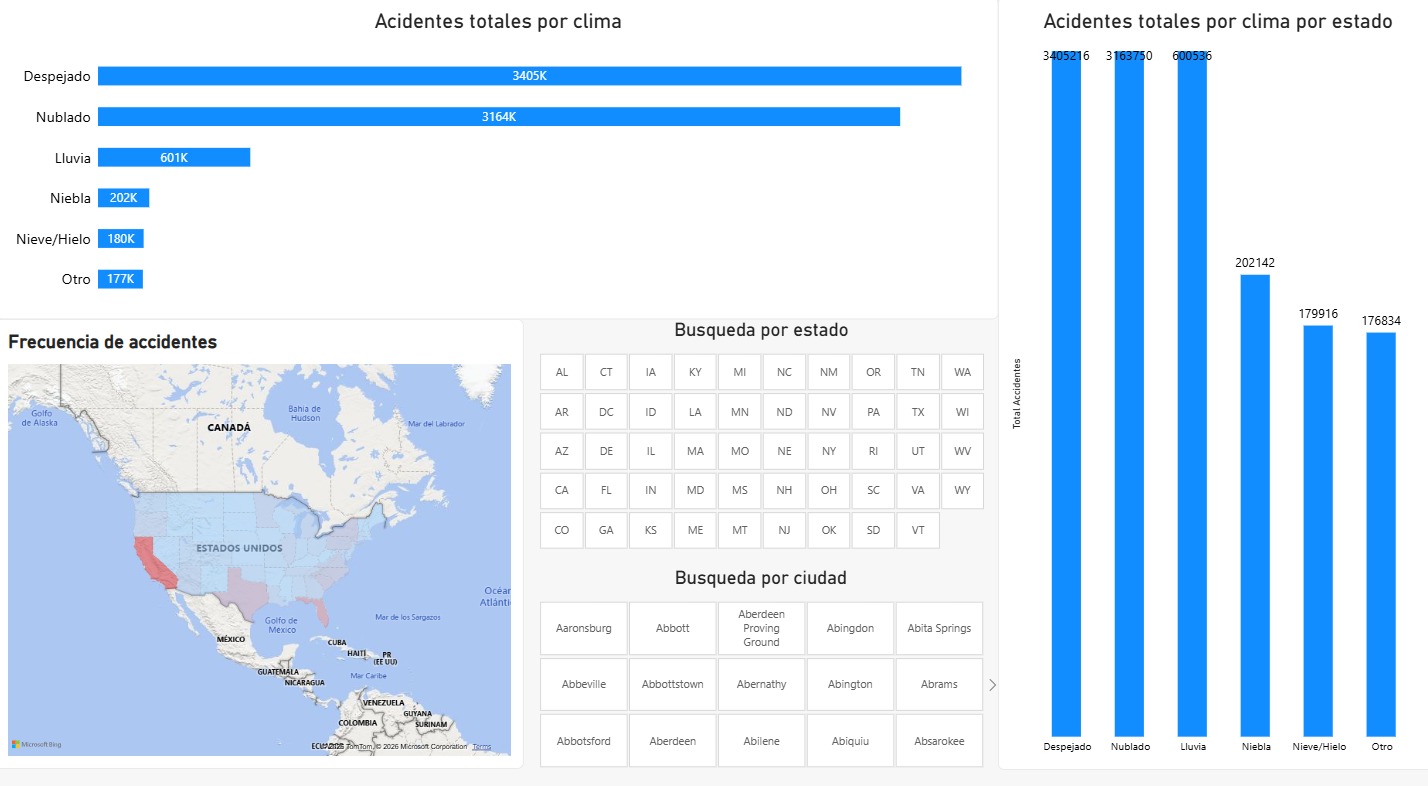 Acidentes totales por clima
Despejado 3405K
Nublado 3164K
Lluvia 601K
Niebla 202K
Nieve/Hielo 180K
Otro 177K
Acidentes totales por clima por estado
3405216 3163750 600536
202142
179916
176834
Total Accidentes
Despejado Nublado Lluvia Niebla Nieve/Hielo Otro
Frecuencia de accidentes
Golfo
de Alaska
Bahía de
Hudson
CANADÁ
Mar del Labrador
ESTADOS UNIDOS
Océan
Atlánti
Golfo de
México
Mar de los Sargazos
MÉXICO
CUBA
HAITÍ
PR
(EE UU)
GUATEMALA
Mar Caribe
NICARAGUA
VENEZUELA
GUYANA
COLOMBIA
SURINAM
Microsoft Bing
TomTom, © 2026 Microsoft Corporation Terms
Busqueda por estado
AL CT IA KY MI NC NM OR TN WA
AR DC ID LA MN ND NV PA TX WI
AZ DE IL MA MO NE NY RI UT WV
CA FL IN MD MS NH OH SC VA WY
CO GA KS ME MT NJ OK SD VT
Busqueda por ciudad
Aaronsburg Abbott Aberdeen Proving Ground Abingdon Abita Springs
Abbeville Abbottstown Abernathy Abington Abrams
Abbotsford Aberdeen Abilene Abiquiu Absarokee